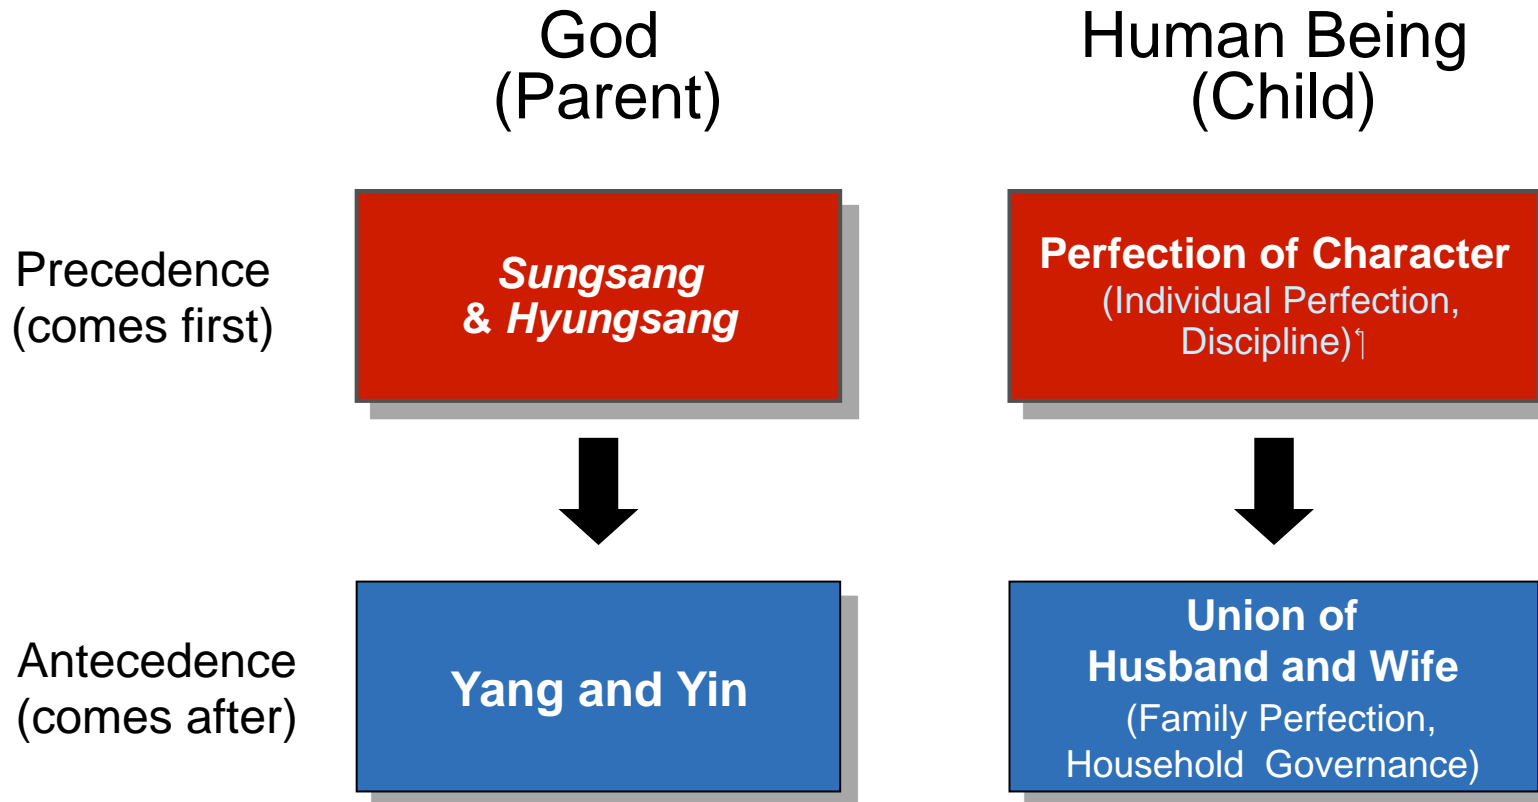 God
(Parent)
Human Being
(Child)
Precedence
(comes first)
Sungsang
& Hyungsang
Perfection of Character
(Individual Perfection,
Discipline)
Antecedence
(comes after)
Yang and Yin
Union of
Husband and Wife
(Family Perfection,
Household Governance)